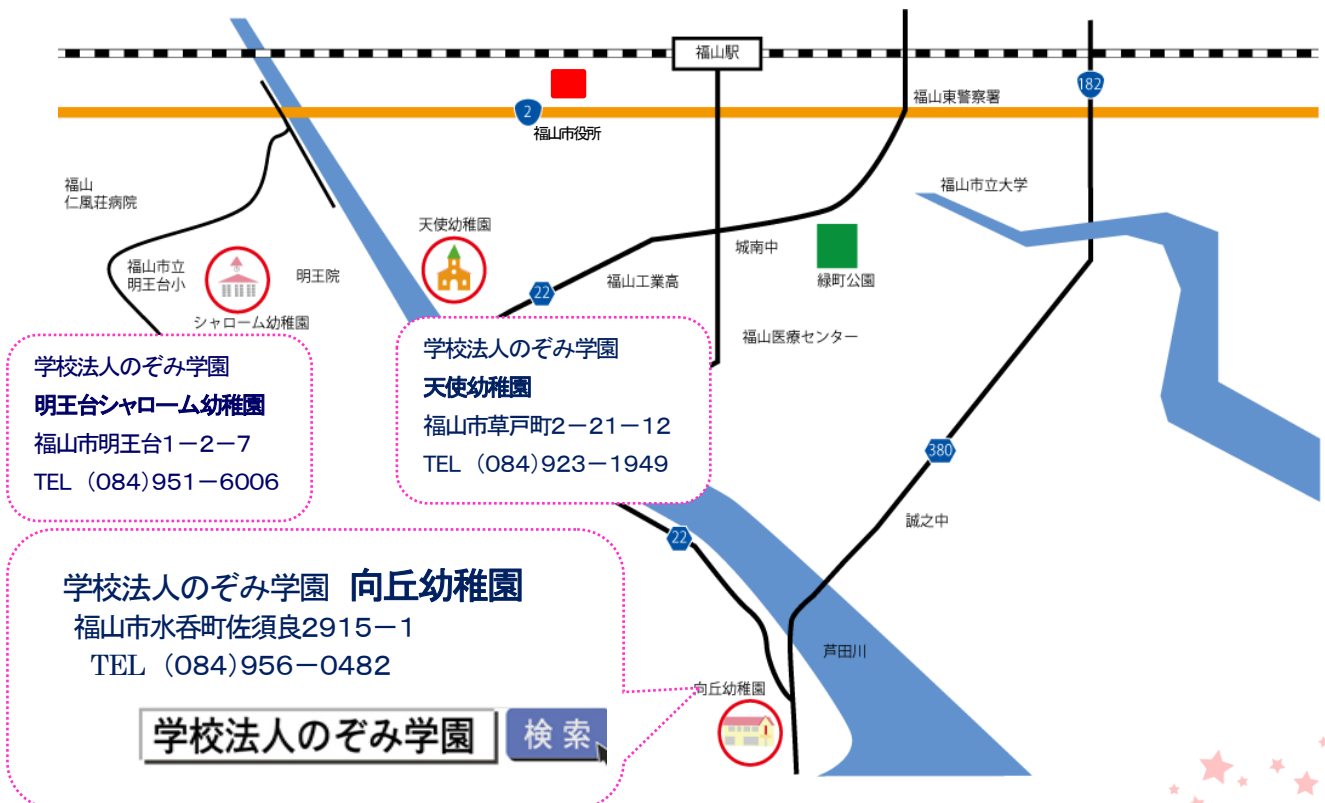 福山駅
182
福山東警察署
2
福山市役所
福山
仁風荘病院
福山市立大学
天使幼稚園
城南中
福山市立
明王台小
明王院
22
福山工業高
緑町公園
シャローム幼稚園
福山医療センター
学校法人のぞみ学園
明王台シャローム幼稚園
福山市明王台1−2−7
TEL (084)951−6006
学校法人のぞみ学園
天使幼稚園
福山市草戸町2−21−12
TEL (084)923−1949
380
誠之中
22
学校法人のぞみ学園 向丘幼稚園
福山市水呑町佐須良2915−1
TEL (084)956−0482
芦田川
向丘幼稚園
学校法人のぞみ学園 検索